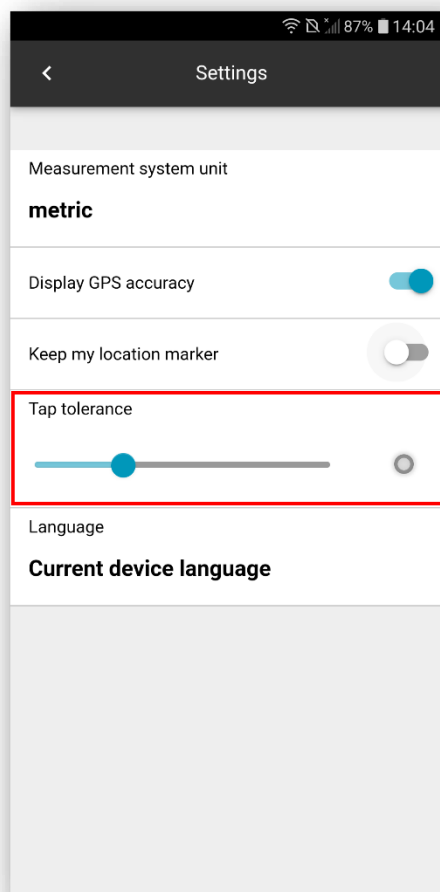 87% 14:04
Settings
Measurement system unit
metric
Display GPS accuracy
Keep my location marker
Tap tolerance
Language
Current device language